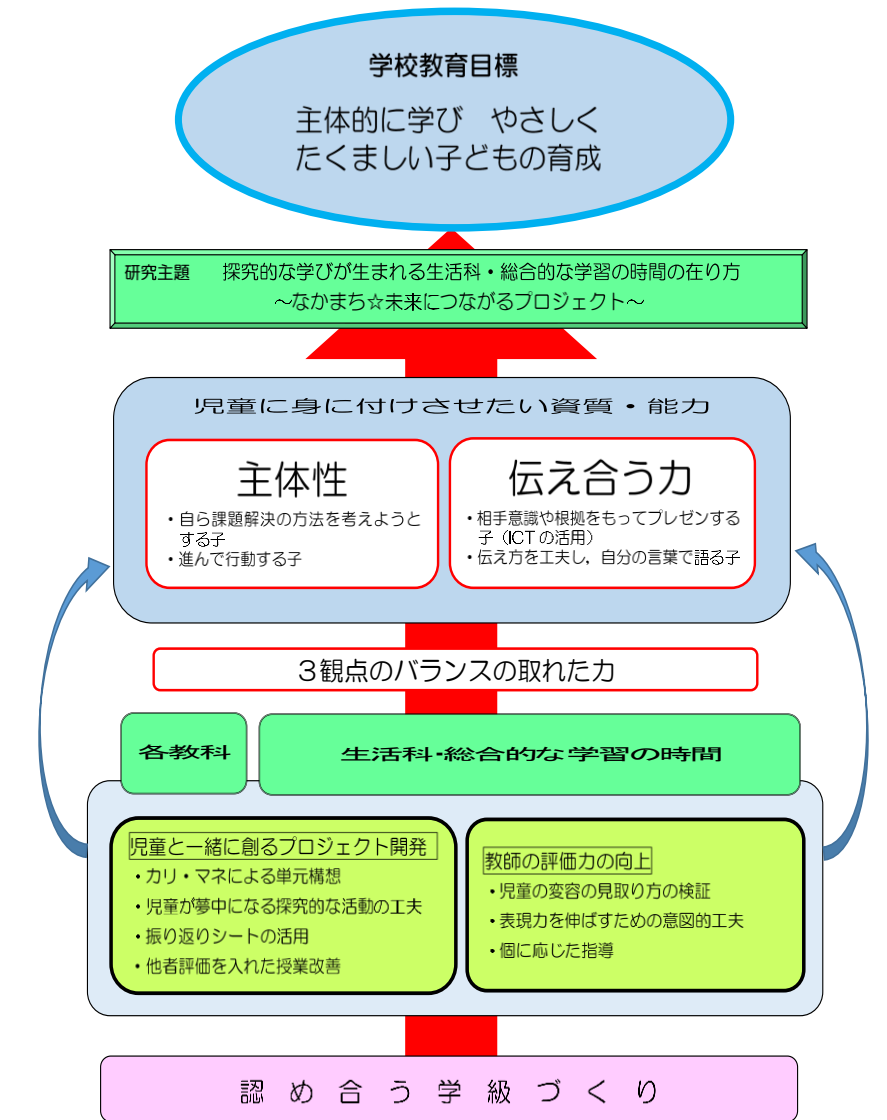 学校教育目標
主体的に学び　やさしく
たくましい子どもの育成
研究主題　探究的な学びが生まれる生活科・総合的な学習の時間の在り方
～なかまち☆未来につながるプロジェクト～
児童に身に付けさせたい資質・能力
主体性
・自ら課題解決の方法を考えようと
する子
・進んで行動する子
伝え合う力
・相手意識や根拠をもってプレゼンする
子（ICTの活用）
・伝え方を工夫し，自分の言葉で語る子
３観点のバランスの取れた力
各教科
生活科・総合的な学習の時間
児童と一緒に創るプロジェクト開発
・カリ・マネによる単元構想
・児童が夢中になる探究的な活動の工夫
・振り返りシートの活用
・他者評価を入れた授業改善
教師の評価力の向上
・児童の変容の見取り方の検証
・表現力を伸ばすための意図的工夫
・個に応じた指導
認め合う学級づくり